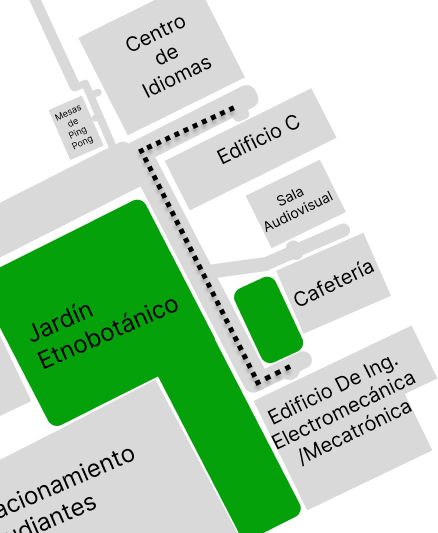 Centro
de
Idiomas
Mesas
de
Ping
Pong
Edificio C
Sala
Audiovisual
Cafetería
Jardín
Etnobotánico
Edificio De Ing.
Electromecánica
/Mecatrónica
acionamiento
udiantes